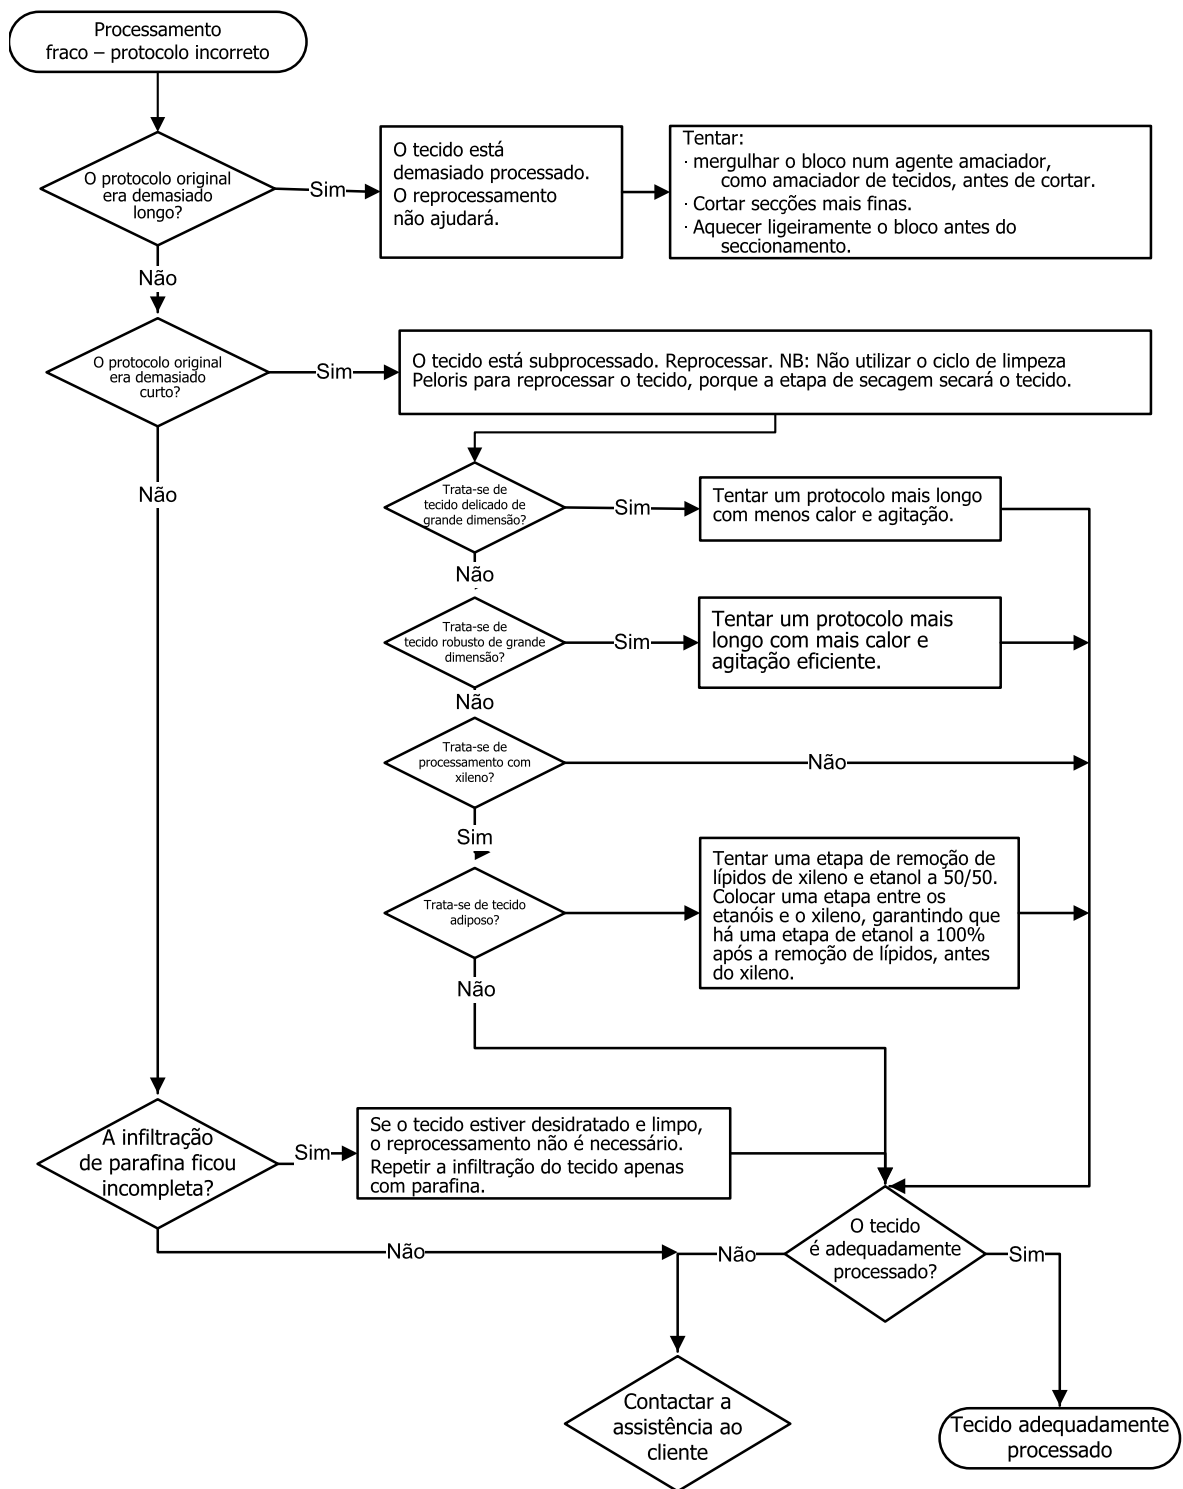 Processamento
fraco – protocolo incorreto
O protocolo original
era demasiado
longo?
Sim
O tecido está
demasiado processado.
O reprocessamento
não ajudará.
Tentar:
· mergulhar o bloco num agente amaciador,
como amaciador de tecidos, antes de cortar.
· Cortar secções mais finas.
· Aquecer ligeiramente o bloco antes do
seccionamento.
Não
O protocolo original
era demasiado
curto?
Sim
O tecido está subprocessado. Reprocessar. NB: Não utilizar o ciclo de limpeza
Peloris para reprocessar o tecido, porque a etapa de secagem secará o tecido.
Não
Trata-se de
tecido delicado de
grande dimensão?
Sim
Tentar um protocolo mais longo
com menos calor e agitação.
Não
Trata-se de
tecido robusto de grande
dimensão?
Sim
Tentar um protocolo mais
longo com mais calor e
agitação eficiente.
Não
Trata-se de
processamento com
xileno?
Não
Sim
Trata-se de tecido
adiposo?
Tentar uma etapa de remoção de
lípidos de xileno e etanol a 50/50.
Colocar uma etapa entre os
etanóis e o xileno, garantindo que
há uma etapa de etanol a 100%
após a remoção de lípidos, antes
do xileno.
Não
A infiltração
de parafina ficou
incompleta?
Sim
Se o tecido estiver desidratado e limpo,
o reprocessamento não é necessário.
Repetir a infiltração do tecido apenas
com parafina.
Não
O tecido
é adequadamente
processado?
Não
Sim
Contactar a
assistência ao
cliente
Tecido adequadamente
processado